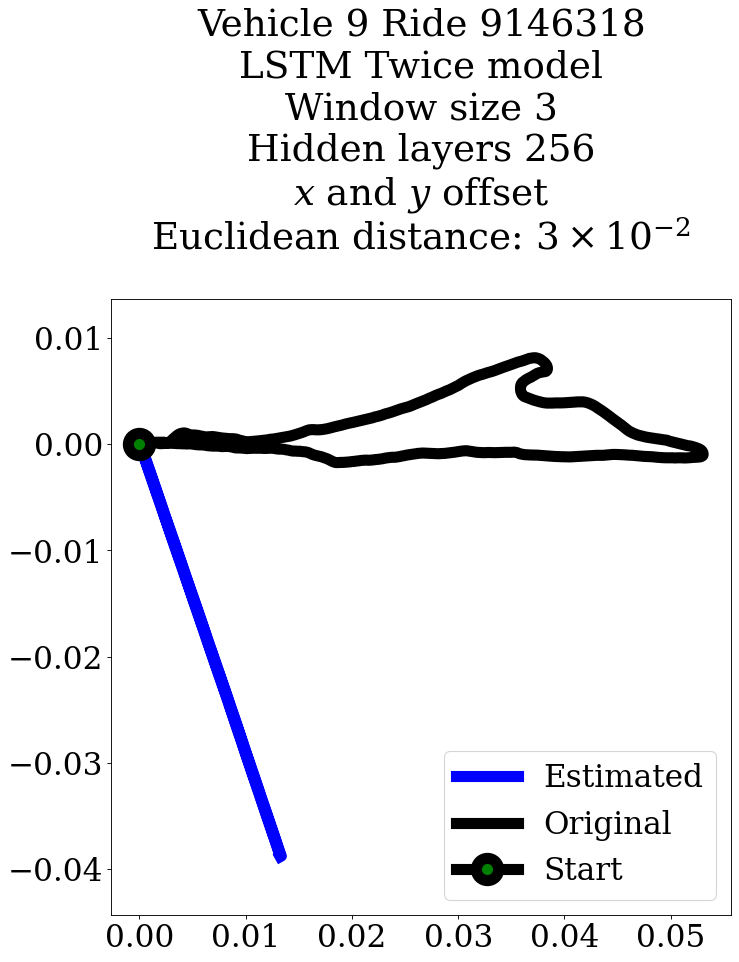 Vehicle 9 Ride 9146318
LSTM Twice model
Window size 3
Hidden layers 256
x and y offset
Euclidean distance: 3 × 10⁻²
0.01
0.00
−0.01
−0.02
−0.03
−0.04
Estimated
Original
Start
0.00 0.01 0.02 0.03 0.04 0.05